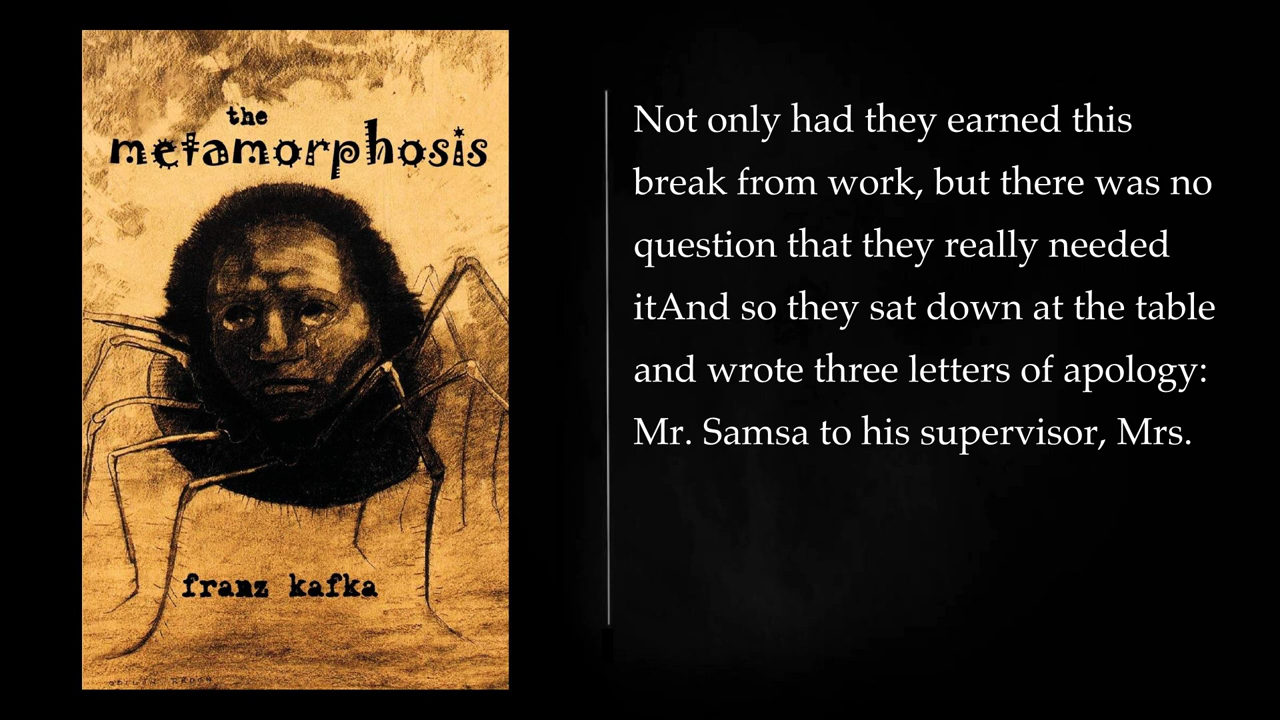 the
metamorphosis
franz kafka
ODILON REDON
Not only had they earned this
break from work, but there was no
question that they really needed
itAnd so they sat down at the table
and wrote three letters of apology:
Mr. Samsa to his supervisor, Mrs.